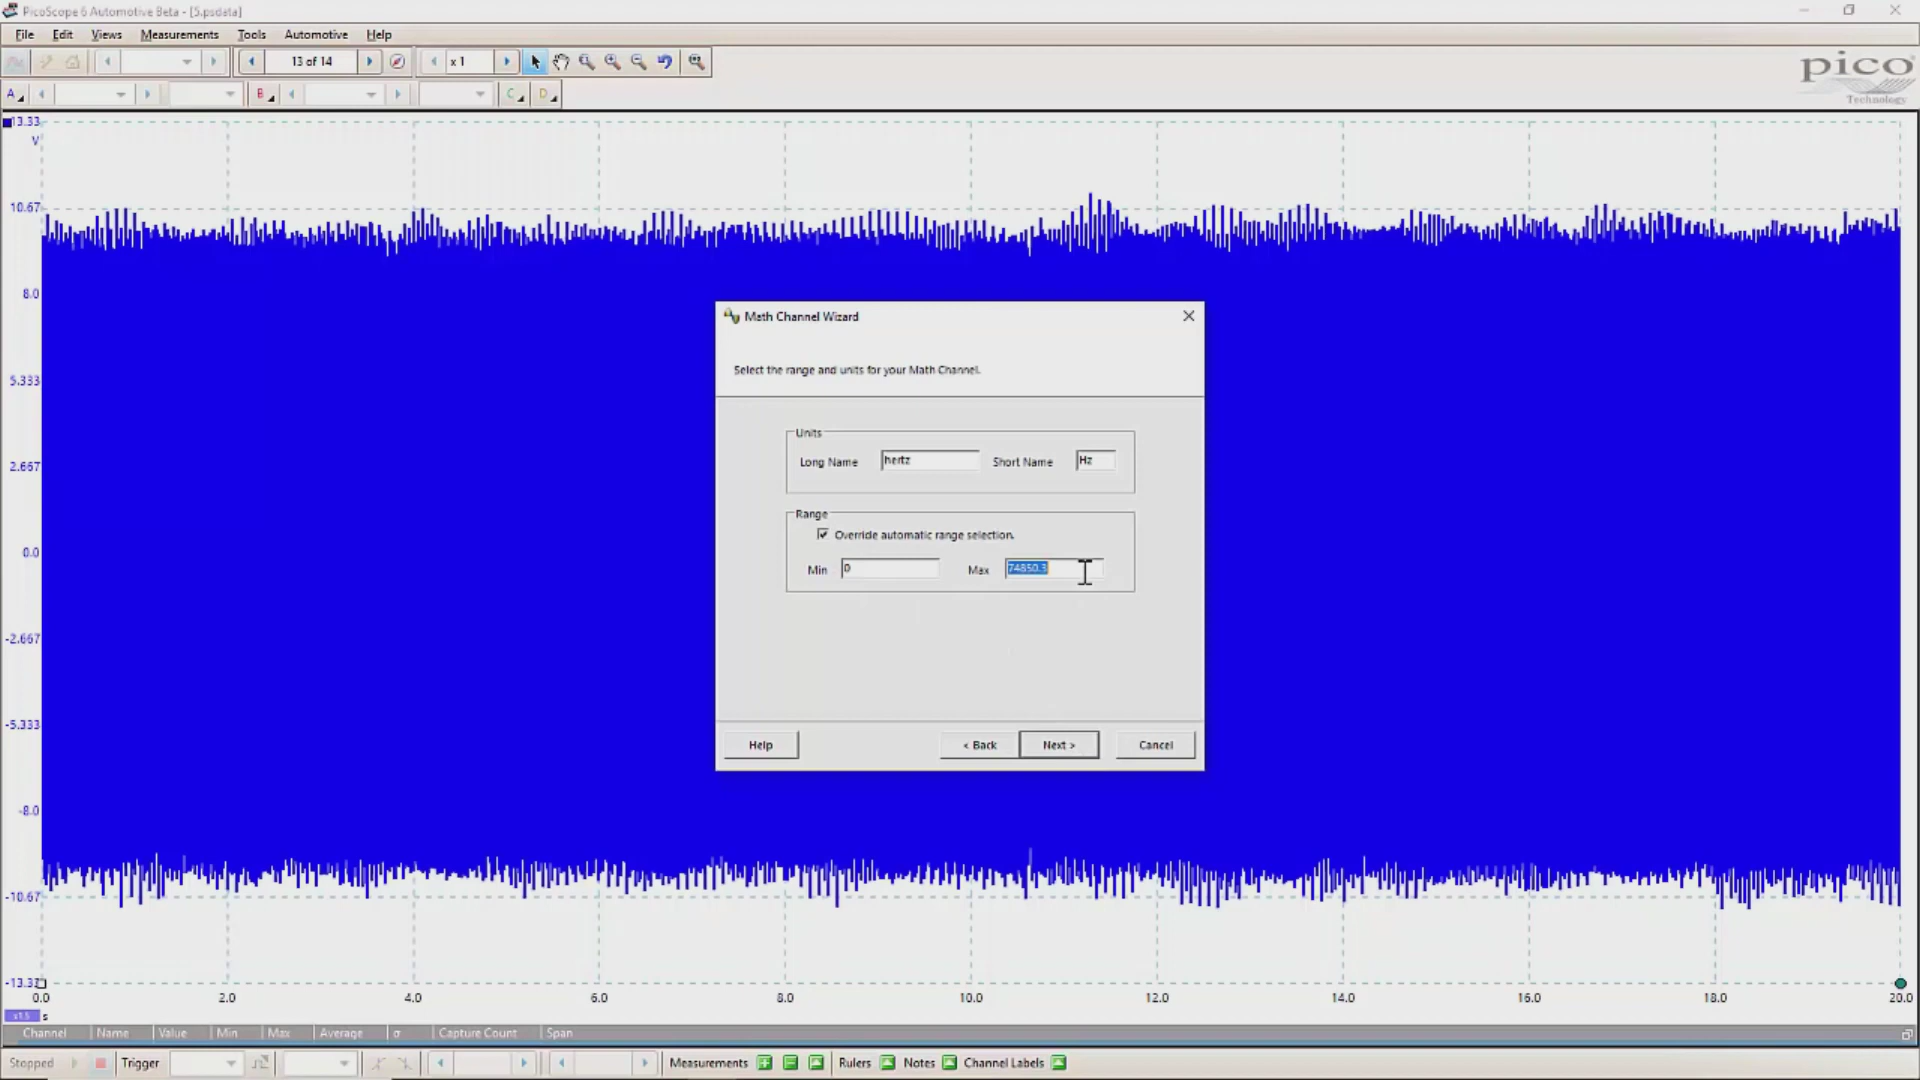 PicoScope 6 Automotive Beta - [5.psdata]
File Edit Views Measurements Tools Automotive Help
13 of 14 x 1
pico
Technology
A B C D
13.33
V
10.67
8.0
5.333
2.667
0.0
-2.667
-5.333
-8.0
-10.67
-13.33
Math Channel Wizard
Select the range and units for your Math Channel.
Units
Long Name hertz Short Name Hz
Range
Override automatic range selection.
Min 0 Max 74850.3
Help < Back Next > Cancel
0.0 2.0 4.0 6.0 8.0 10.0 12.0 14.0 16.0 18.0 20.0
x1.5 s
Channel Name Value Min Max Average σ Capture Count Span
Stopped Trigger Measurements Rulers Notes Channel Labels